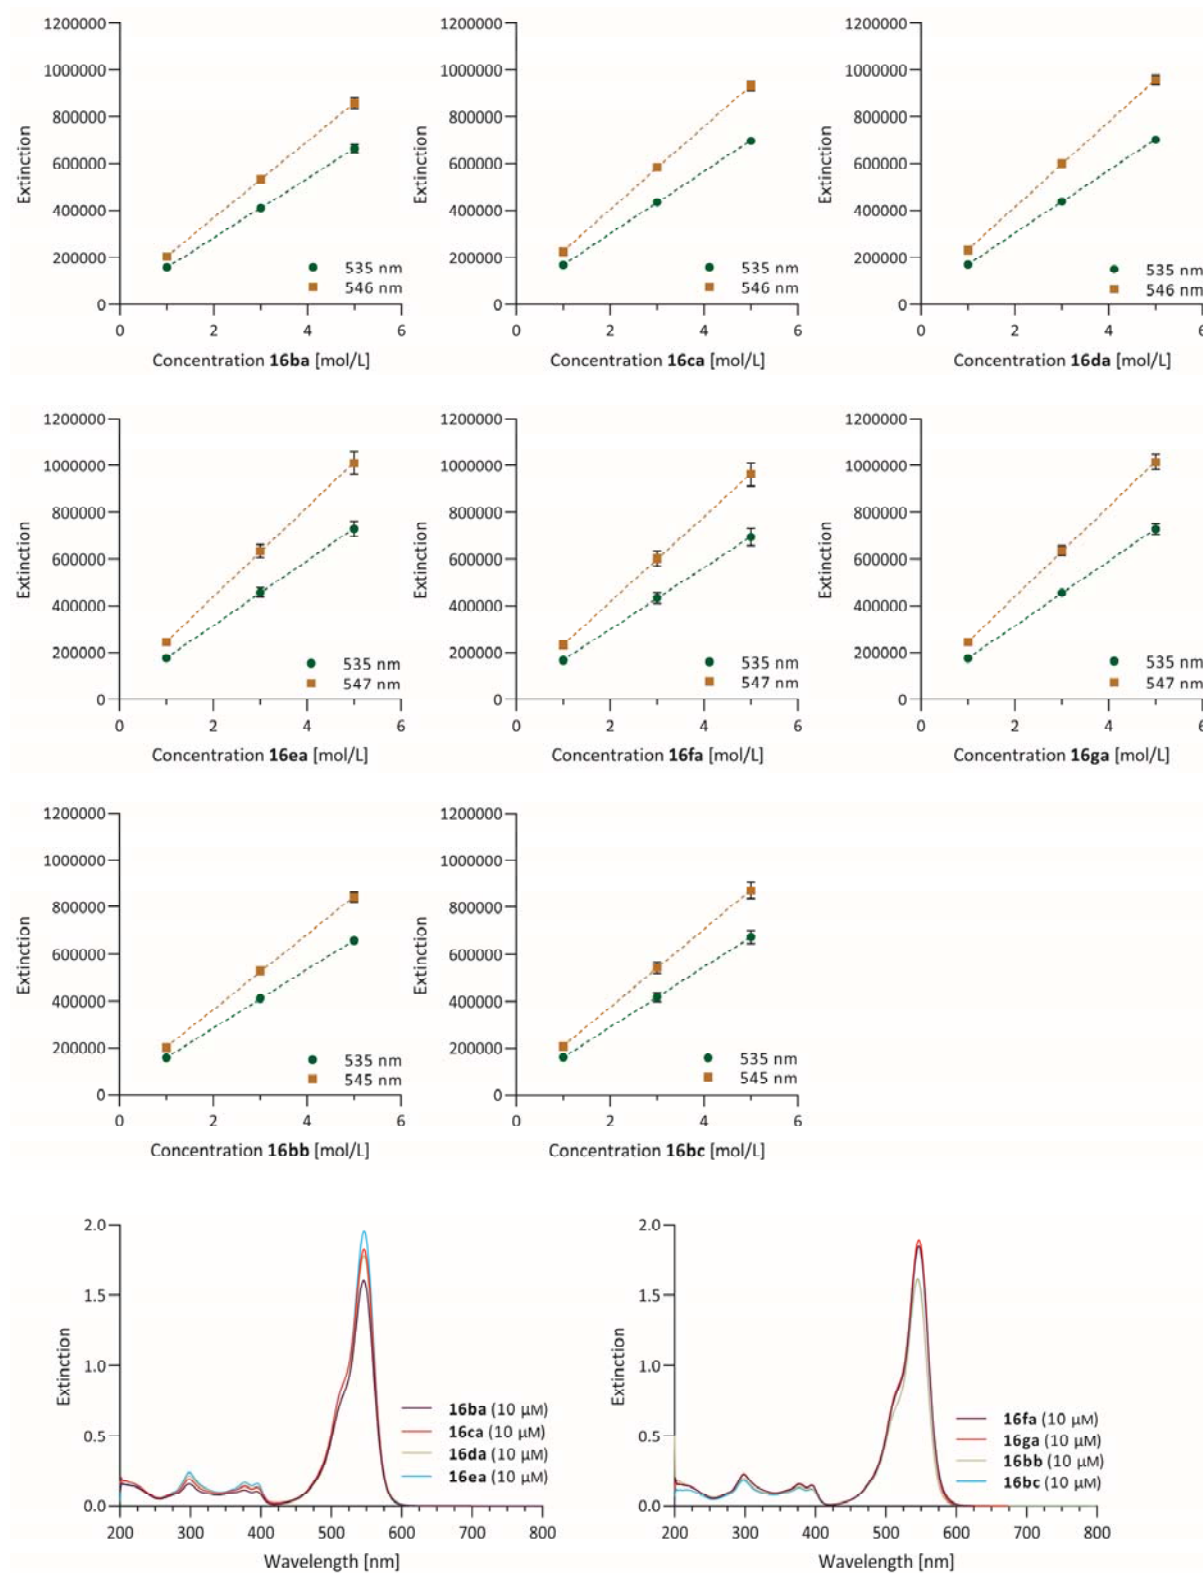 1200000 1200000 1200000
1000000 1000000 1000000
800000 800000 800000
600000 600000 600000
400000 400000 400000
200000 200000 200000
0 0 0
Extinction Extinction Extinction
535 nm 535 nm 535 nm
546 nm 546 nm 546 nm
0 2 4 6 0 2 4 6 0 2 4 6
Concentration 16ba [mol/L] Concentration 16ca [mol/L] Concentration 16da [mol/L]
1200000 1200000 1200000
1000000 1000000 1000000
800000 800000 800000
600000 600000 600000
400000 400000 400000
200000 200000 200000
0 0 0
Extinction Extinction Extinction
535 nm 535 nm 535 nm
547 nm 547 nm 547 nm
0 2 4 6 0 2 4 6 0 2 4 6
Concentration 16ea [mol/L] Concentration 16fa [mol/L] Concentration 16ga [mol/L]
1200000 1200000
1000000 1000000
800000 800000
600000 600000
400000 400000
200000 200000
0 0
Extinction Extinction
535 nm 535 nm
545 nm 545 nm
0 2 4 6 0 2 4 6
Concentration 16bb [mol/L] Concentration 16bc [mol/L]
2.0 2.0
1.5 1.5
1.0 1.0
0.5 0.5
0.0 0.0
Extinction Extinction
16ba (10 µM) 16fa (10 µM)
16ca (10 µM) 16ga (10 µM)
16da (10 µM) 16bb (10 µM)
16ea (10 µM) 16bc (10 µM)
200 300 400 500 600 700 800 200 300 400 500 600 700 800
Wavelength [nm] Wavelength [nm]